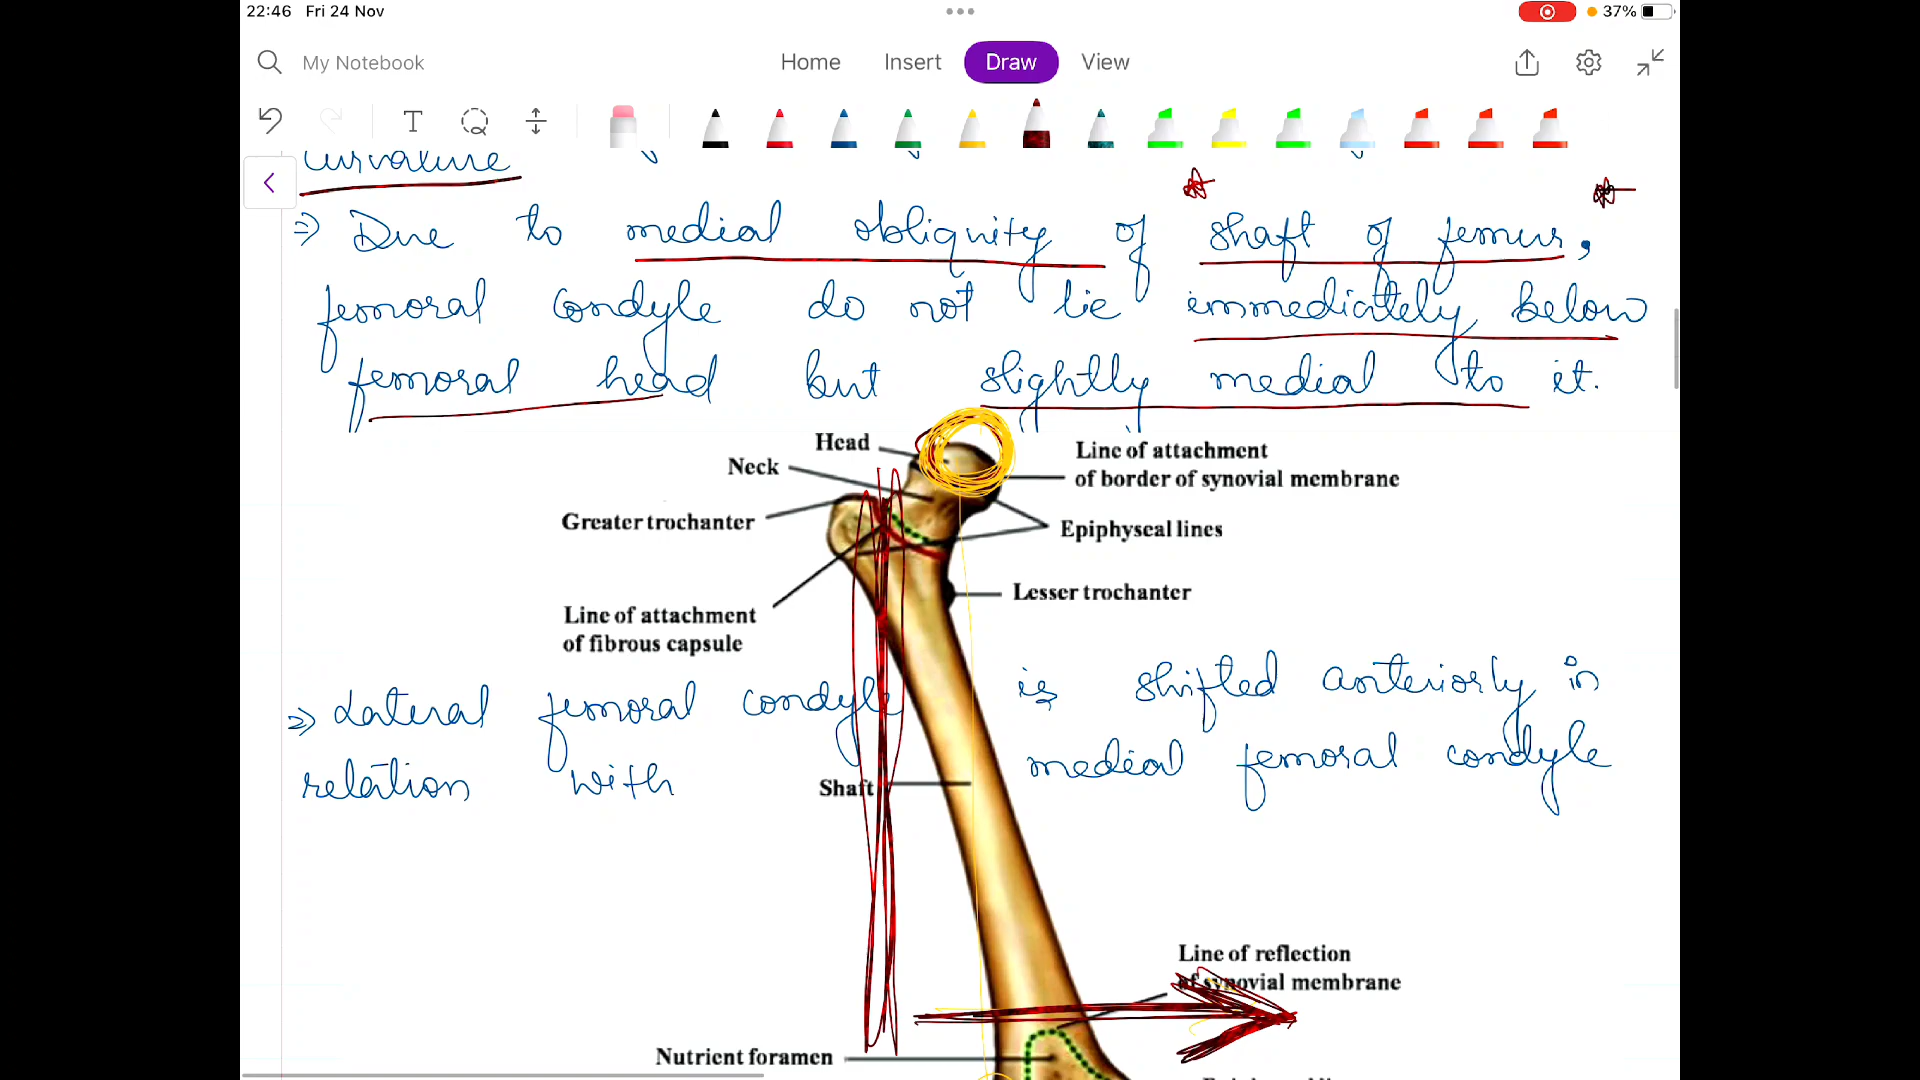 22:46 Fri 24 Nov
37%
My Notebook
Home Insert Draw View
T
curvature
⇒ Due to medial obliquity of shaft of femur,
femoral condyle do not lie immediately below
femoral head but slightly medial to it.
Head
Neck
Line of attachment
of border of synovial membrane
Greater trochanter
Epiphyseal lines
Lesser trochanter
Line of attachment
of fibrous capsule
⇒ Lateral femoral condyle is shifted anteriorly in
relation with medial femoral condyle
Shaft
Line of reflection
of synovial membrane
Nutrient foramen